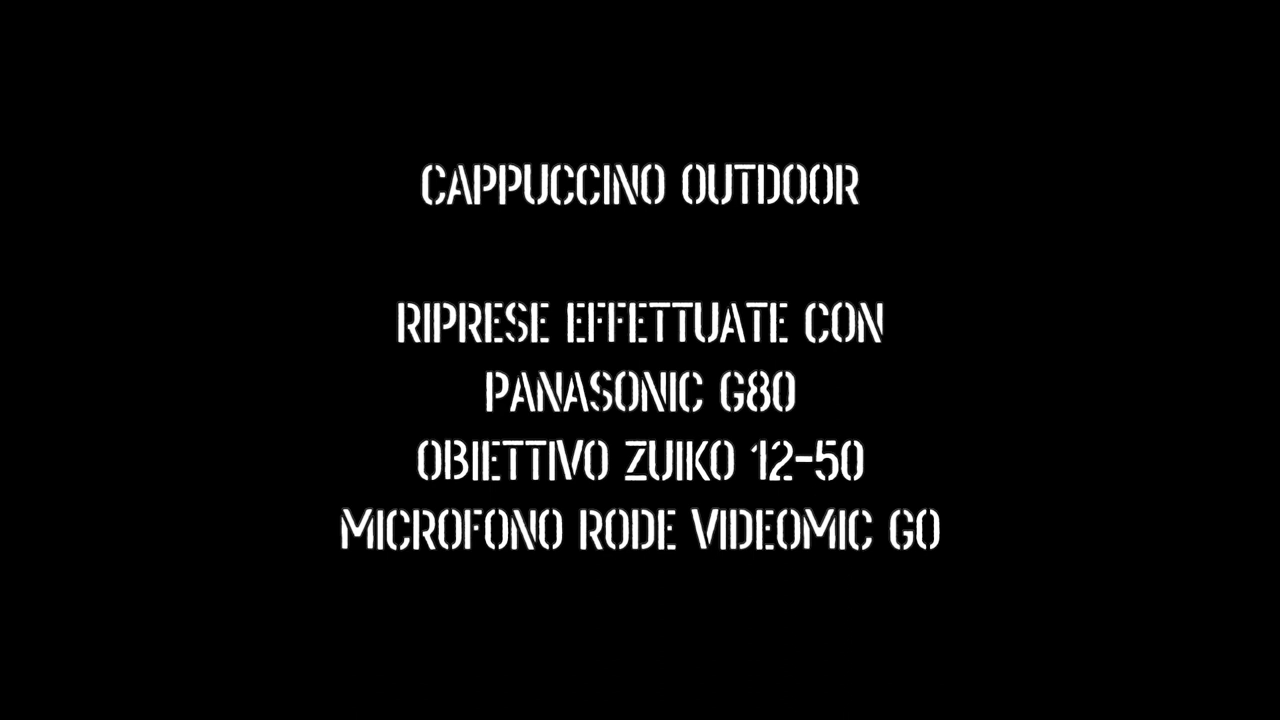 CAPPUCCINO OUTDOOR
RIPRESE EFFETTUATE CON
PANASONIC G80
OBIETTIVO ZUIKO 12-50
MICROFONO RODE VIDEOMIC GO